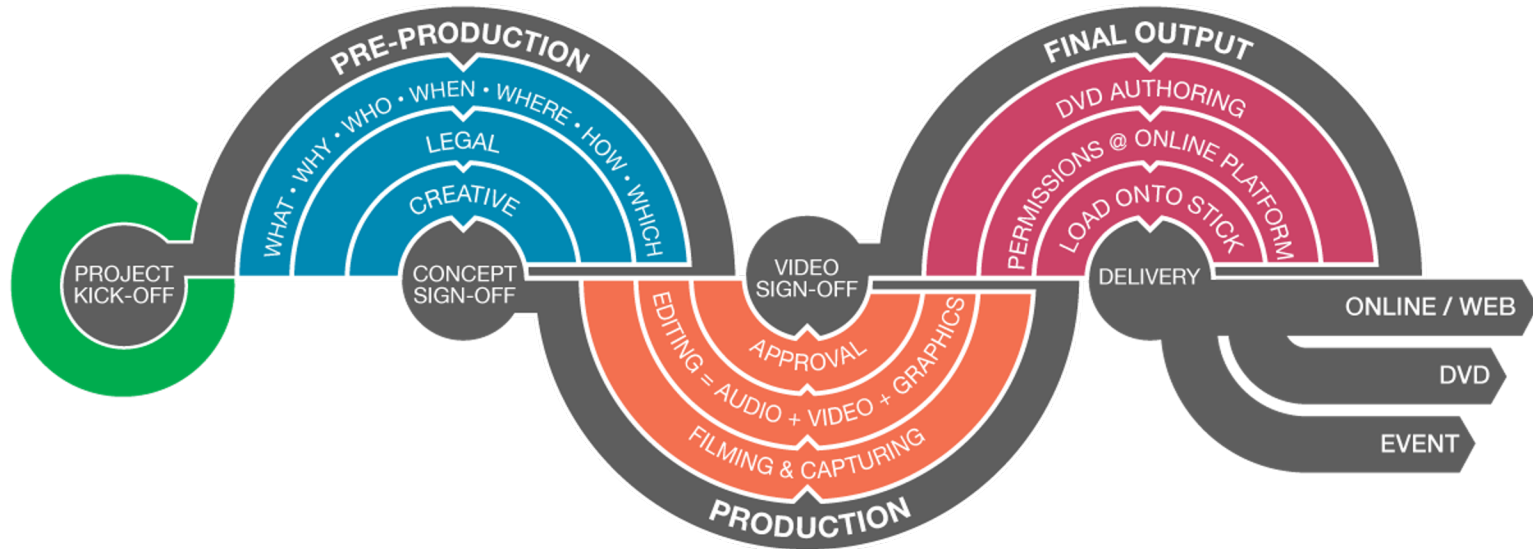 PRE-PRODUCTION
WHAT • WHY • WHO • WHEN • WHERE • HOW • WHICH
LEGAL
CREATIVE
PROJECT
KICK-OFF
CONCEPT
SIGN-OFF
VIDEO
SIGN-OFF
APPROVAL
EDITING = AUDIO + VIDEO + GRAPHICS
FILMING & CAPTURING
PRODUCTION
FINAL OUTPUT
DVD AUTHORING
PERMISSIONS @ ONLINE PLATFORM
LOAD ONTO STICK
DELIVERY
ONLINE / WEB
DVD
EVENT